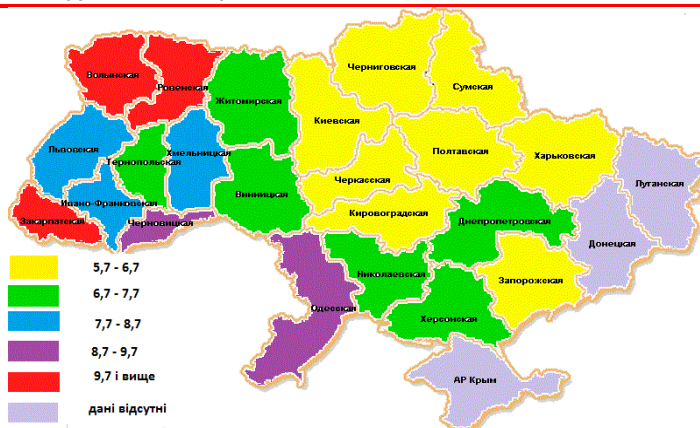 Черниговская
Волынская
Сумская
Ровенская
Житомирская
Киевская
Львовская
Хмельницкая
Полтавская
Харьковская
Тернопольская
Черкасская
Луганская
Винницкая
Ивано-Франковская
Кировоградская
Закарпатская
Черновицкая
Днепропетровская
Донецкая
Николаевская
Запорожская
Одесская
Херсонская
АР Крым
5,7 - 6,7
6,7 - 7,7
7,7 - 8,7
8,7 - 9,7
9,7 і вище
дані відсутні